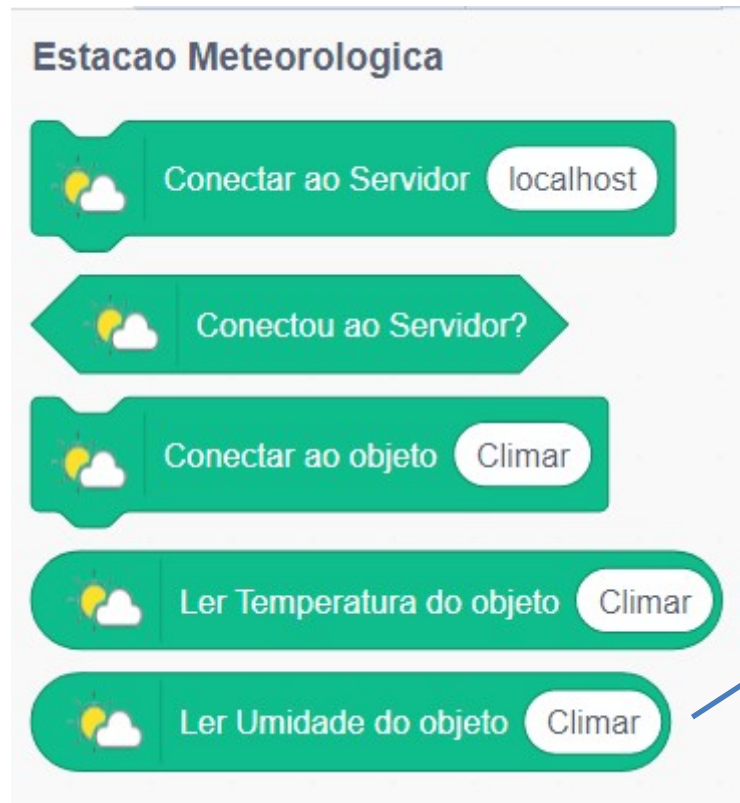 Estacao Meteorologica
Conectar ao Servidor localhost
Conectou ao Servidor?
Conectar ao objeto Climar
Ler Temperatura do objeto Climar
Ler Umidade do objeto Climar